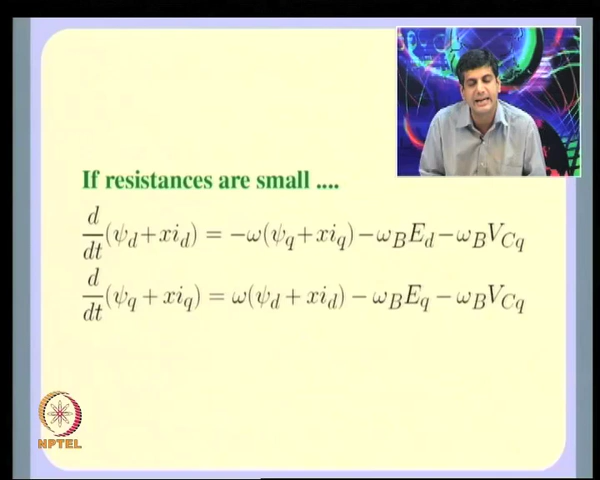 If resistances are small ....
d/dt(ψ_d+xi_d) = −ω(ψ_q+xi_q)−ω_B E_d−ω_B V_Cq
d/dt(ψ_q+xi_q) = ω(ψ_d+xi_d)−ω_B E_q−ω_B V_Cq
NPTEL